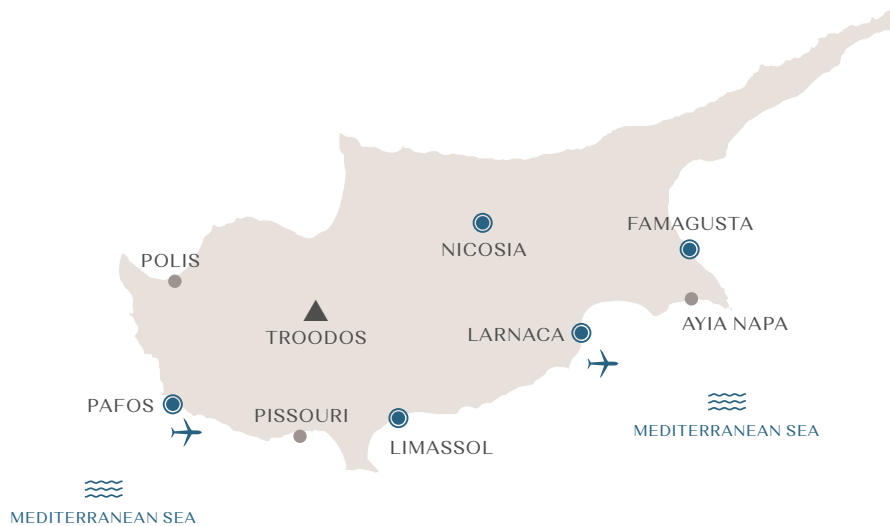 FAMAGUSTA
NICOSIA
POLIS
AYIA NAPA
TROODOS
LARNACA
PAFOS
PISSOURI
MEDITERRANEAN SEA
LIMASSOL
MEDITERRANEAN SEA